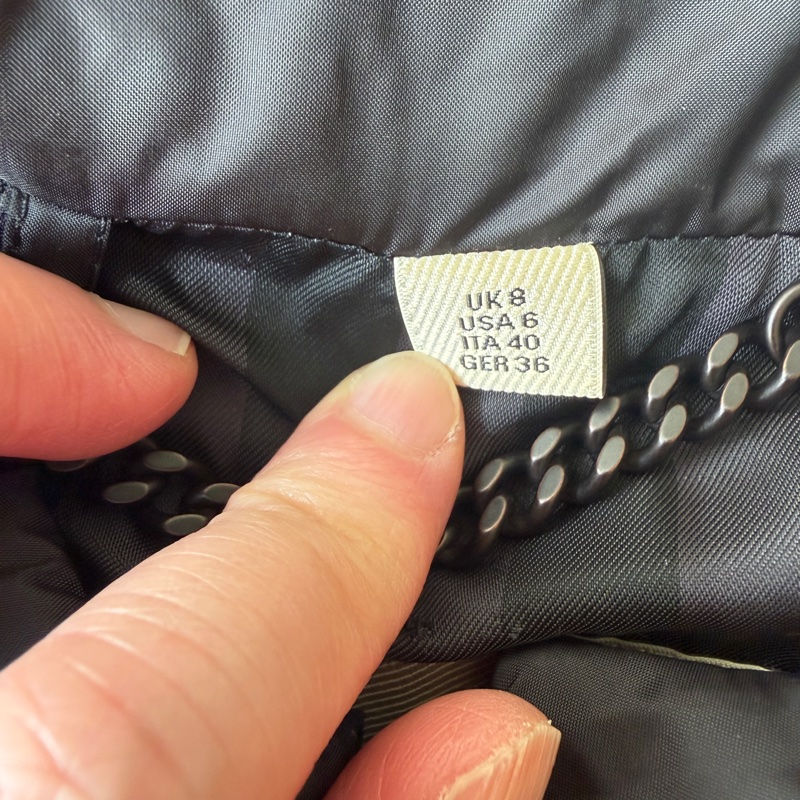 UK 8
USA 6
ITA 40
GER 36